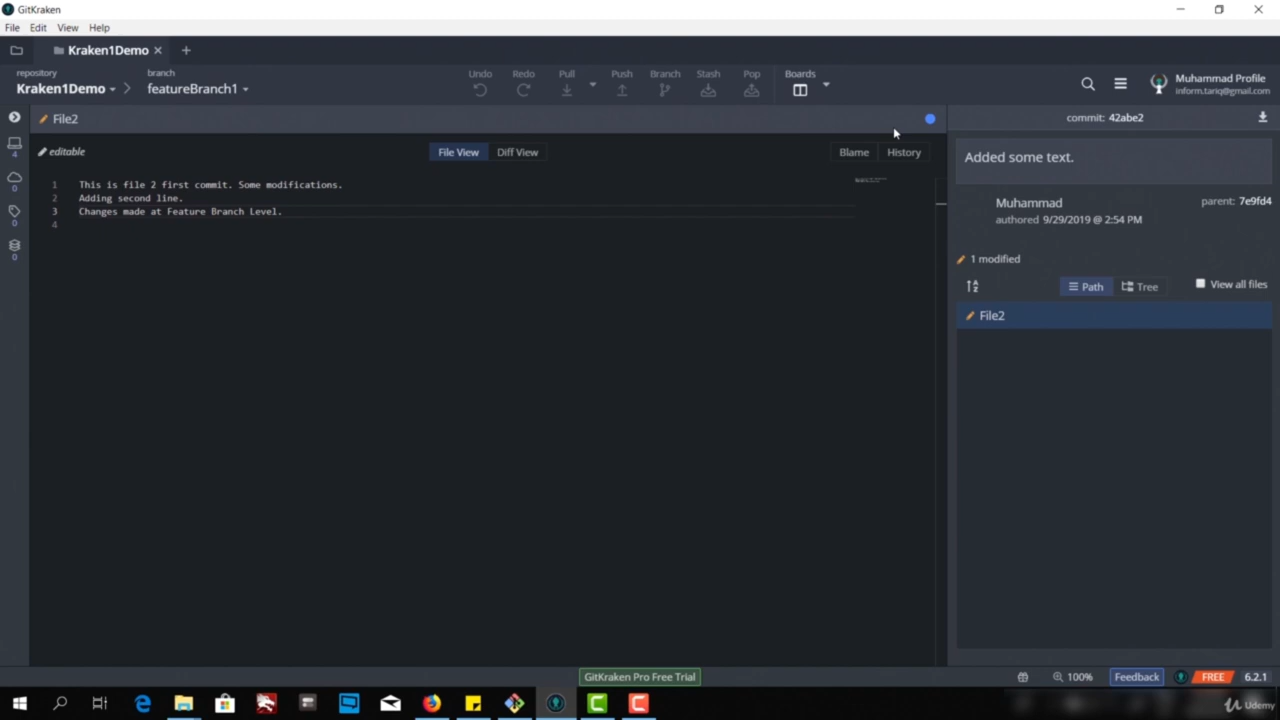 GitKraken
File Edit View Help
Kraken1Demo
repository
Kraken1Demo
branch
featureBranch1
Undo Redo Pull Push Branch Stash Pop Boards
Muhammad Profile
inform.tariq@gmail.com
File2
editable
File View Diff View
Blame History
1 This is file 2 first commit. Some modifications.
2 Adding second line.
3 Changes made at Feature Branch Level.
4
4
0
0
0
commit: 42abe2
Added some text.
Muhammad
authored 9/29/2019 @ 2:54 PM
parent: 7e9fd4
1 modified
Path Tree View all files
File2
GitKraken Pro Free Trial
100% Feedback FREE 6.2.1
Udemy